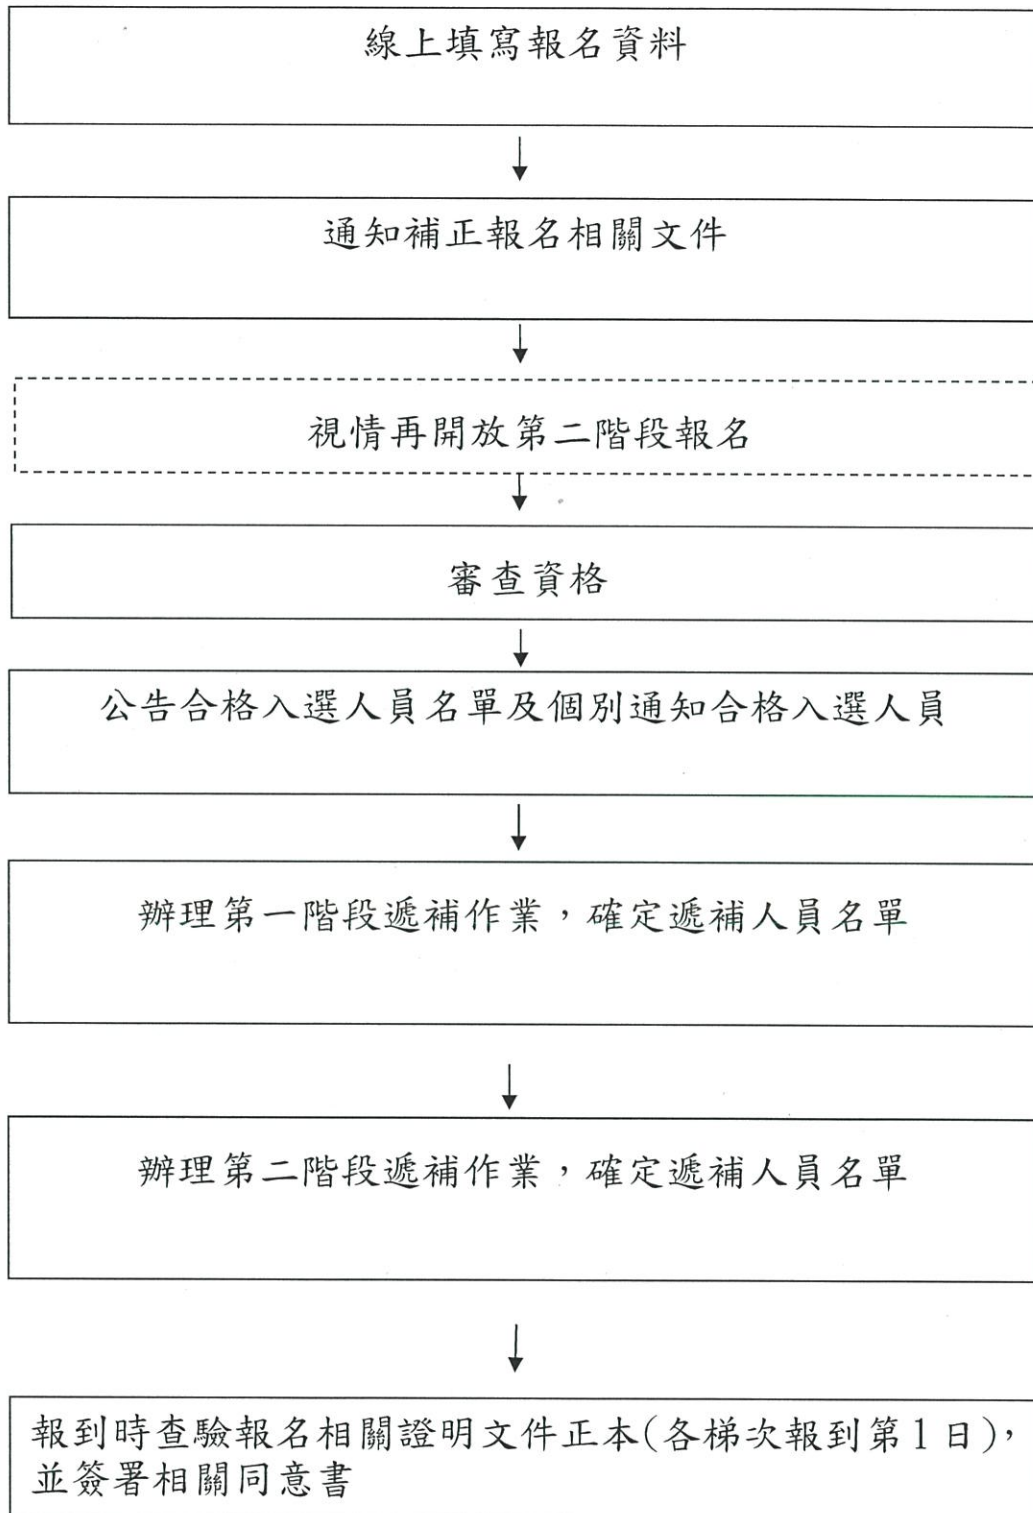 線上填寫報名資料
通知補正報名相關文件
視情再開放第二階段報名
審查資格
公告合格入選人員名單及個別通知合格入選人員
辦理第一階段遞補作業，確定遞補人員名單
辦理第二階段遞補作業，確定遞補人員名單
報到時查驗報名相關證明文件正本(各梯次報到第1日)，
並簽署相關同意書